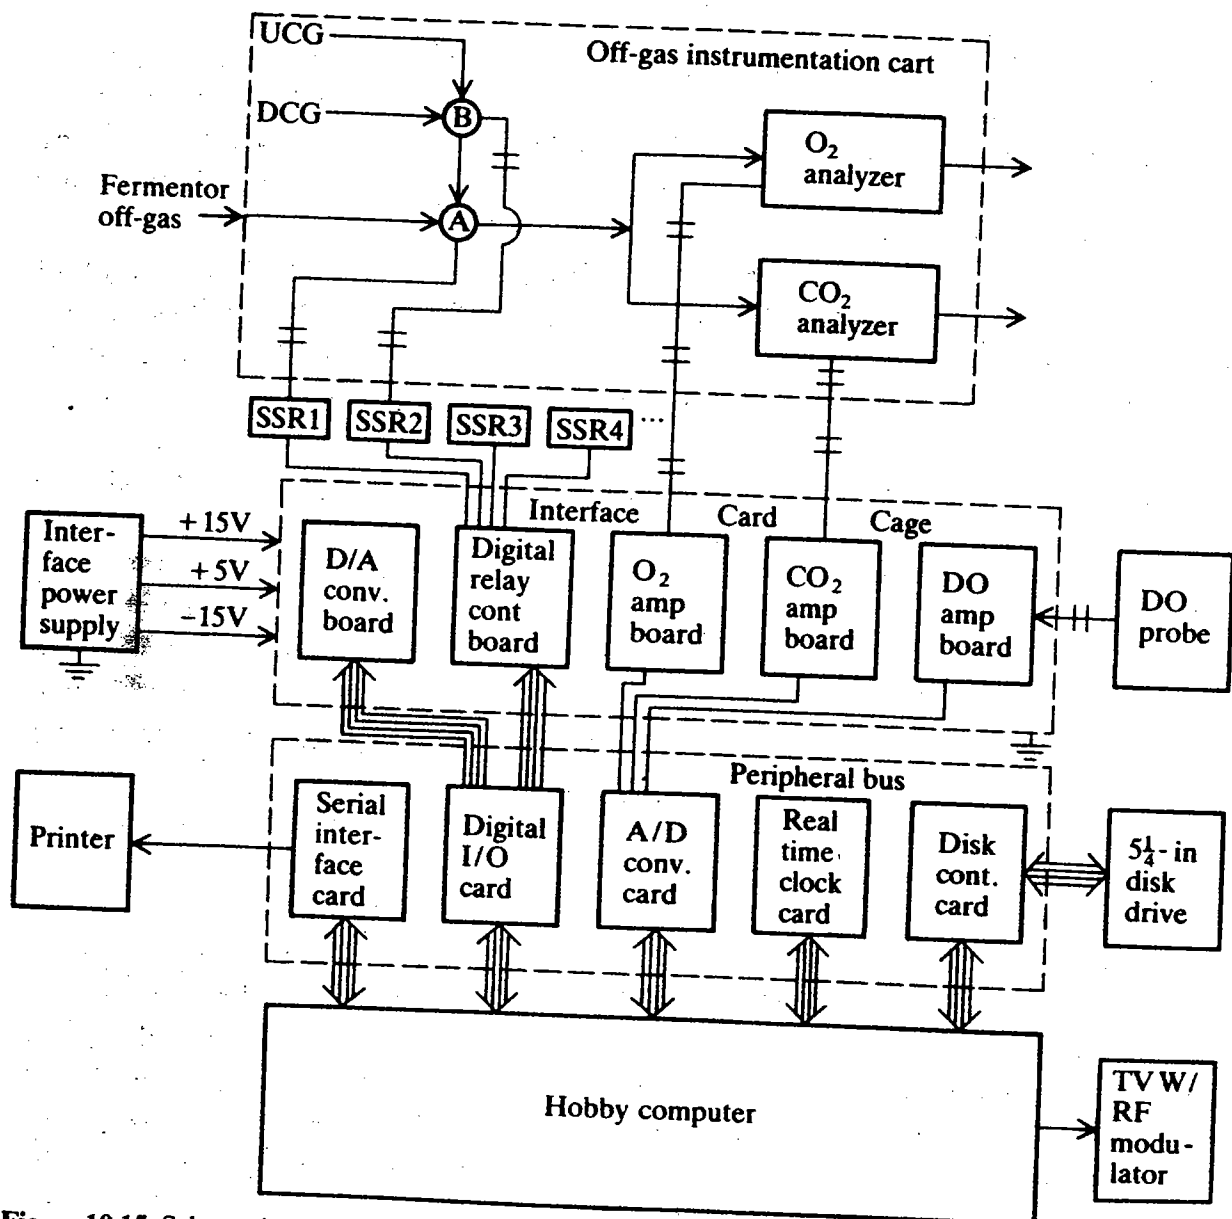 UCG
Off-gas instrumentation cart
DCG
B
O₂
analyzer
Fermentor
off-gas
A
CO₂
analyzer
SSR1
SSR2
SSR3
SSR4
...
Interface Card Cage
Inter-
face
power
supply
+15V
+5V
−15V
D/A
conv.
board
Digital
relay
cont
board
O₂
amp
board
CO₂
amp
board
DO
amp
board
DO
probe
Peripheral bus
Printer
Serial
inter-
face
card
Digital
I/O
card
A/D
conv.
card
Real
time
clock
card
Disk
cont.
card
5¼-in
disk
drive
Hobby computer
TV W/
RF
modu-
lator
10.15